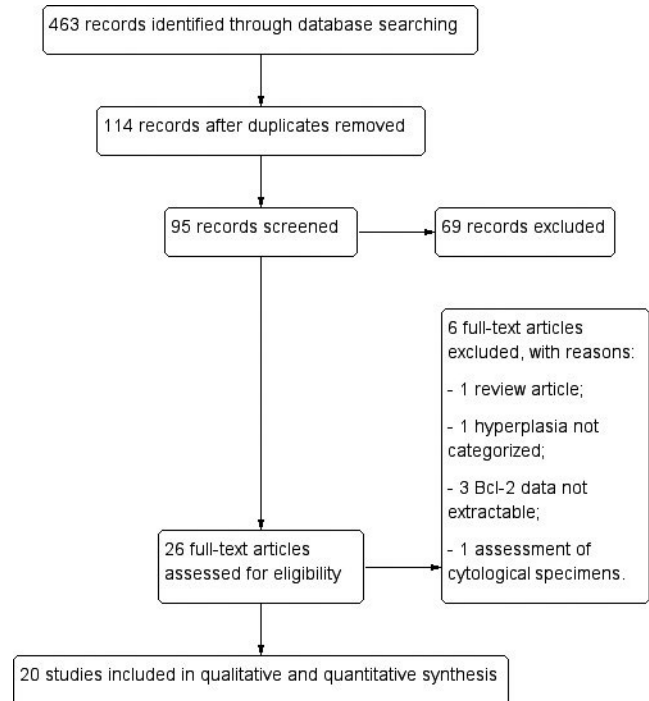 463 records identified through database searching
114 records after duplicates removed
95 records screened
69 records excluded
6 full-text articles
excluded, with reasons:
- 1 review article;
- 1 hyperplasia not
categorized;
- 3 Bcl-2 data not
extractable;
- 1 assessment of
cytological specimens.
26 full-text articles
assessed for eligibility
20 studies included in qualitative and quantitative synthesis